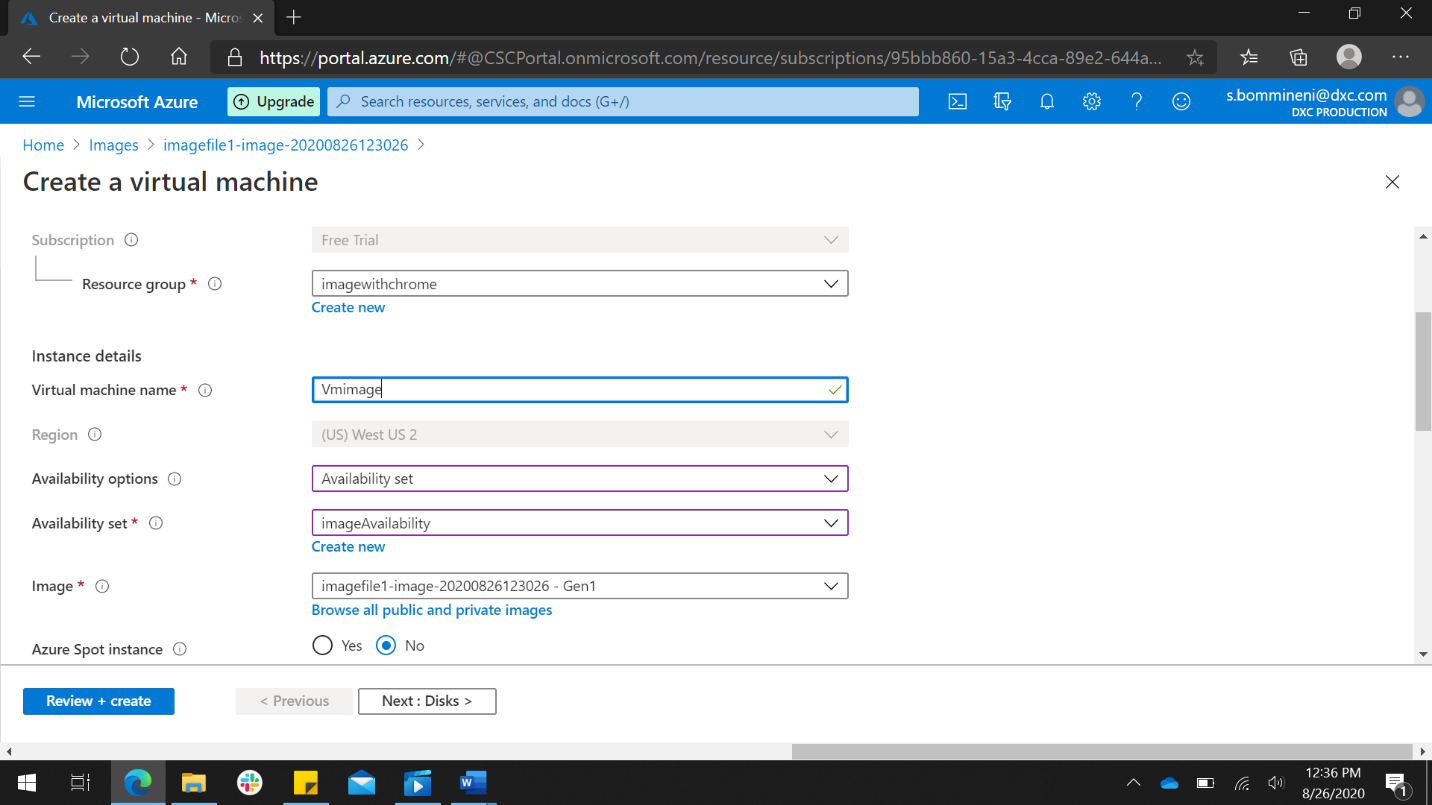 Create a virtual machine - Micros
https://portal.azure.com/#@CSCPortal.onmicrosoft.com/resource/subscriptions/95bbb860-15a3-4cca-89e2-644a...
Microsoft Azure
Upgrade
Search resources, services, and docs (G+/)
s.bommineni@dxc.com
DXC PRODUCTION
Home > Images > imagefile1-image-20200826123026 >
Create a virtual machine
Subscription
Free Trial
Resource group *
imagewithchrome
Create new
Instance details
Virtual machine name *
Vmimage
Region
(US) West US 2
Availability options
Availability set
Availability set *
imageAvailability
Create new
Image *
imagefile1-image-20200826123026 - Gen1
Browse all public and private images
Azure Spot instance
Yes
No
Review + create
< Previous
Next : Disks >
12:36 PM
8/26/2020
1